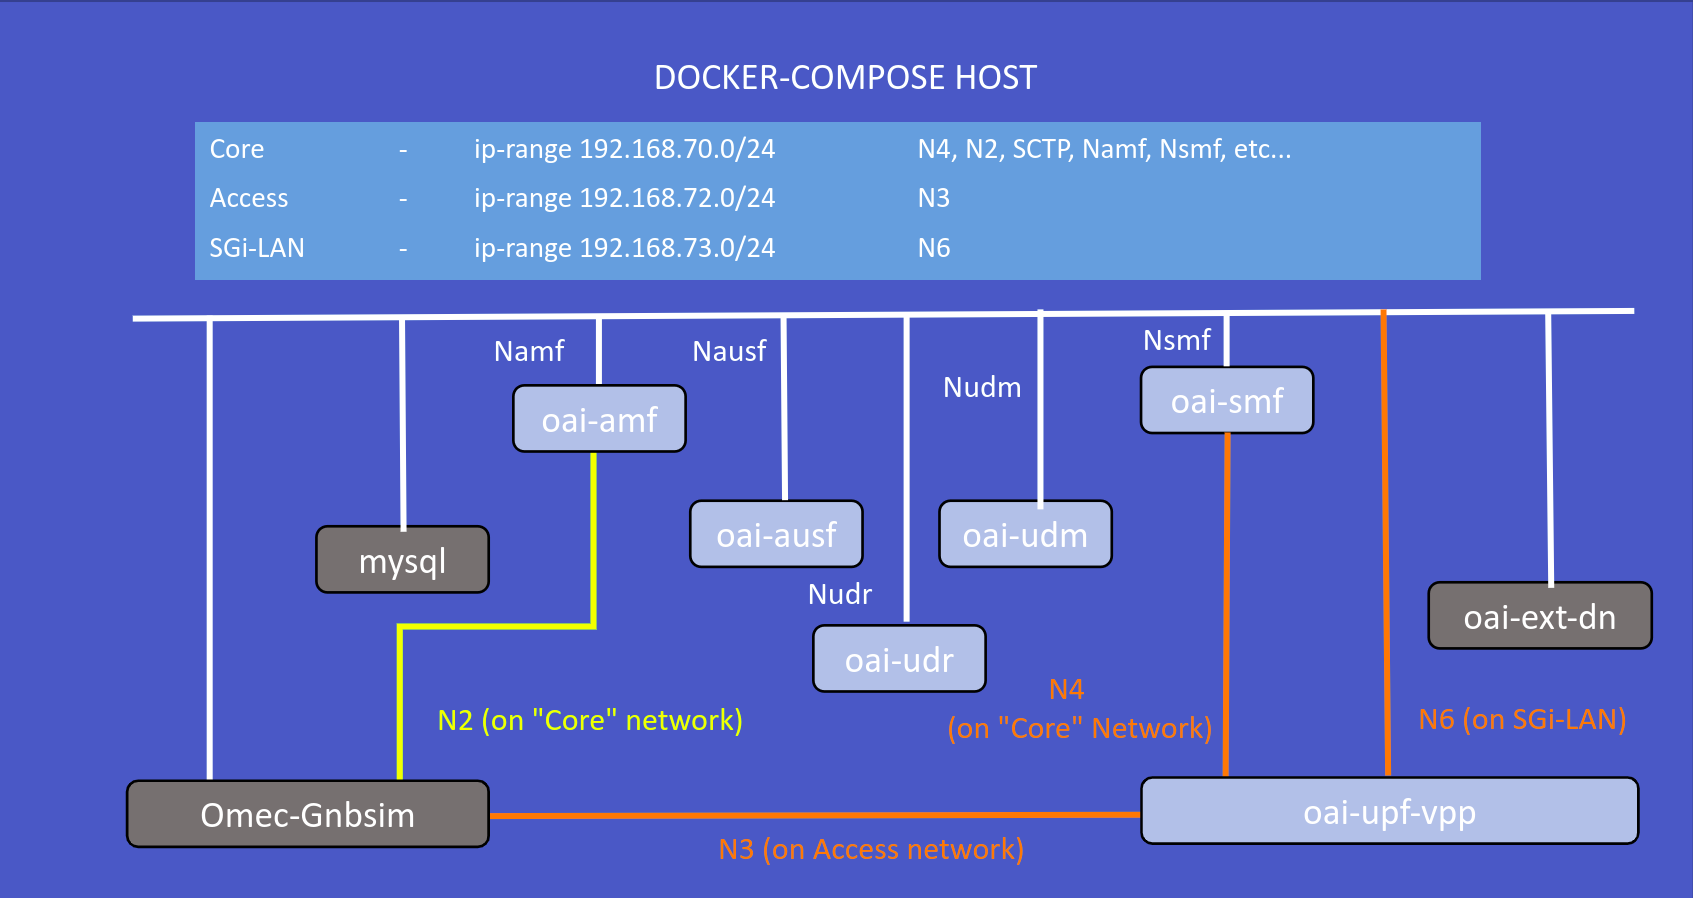 DOCKER-COMPOSE HOST
Core - ip-range 192.168.70.0/24 N4, N2, SCTP, Namf, Nsmf, etc...
Access - ip-range 192.168.72.0/24 N3
SGi-LAN - ip-range 192.168.73.0/24 N6
Namf
Nausf
Nsmf
Nudm
oai-amf
oai-smf
mysql
oai-ausf
oai-udm
Nudr
oai-ext-dn
oai-udr
N4
(on "Core" Network)
N2 (on "Core" network)
N6 (on SGi-LAN)
Omec-Gnbsim
oai-upf-vpp
N3 (on Access network)